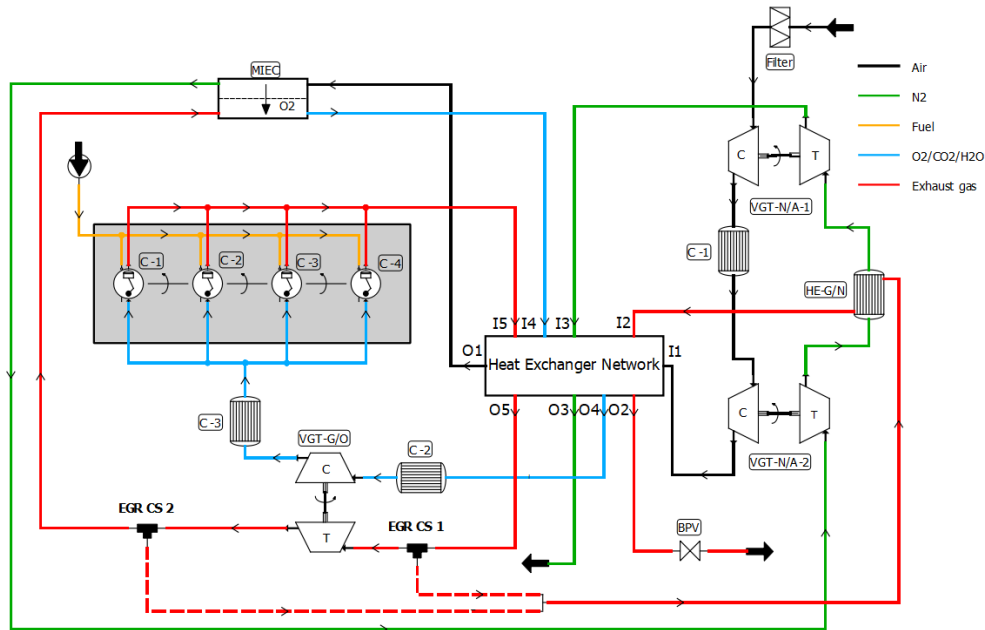 Filter
Air
N2
Fuel
O2/CO2/H2O
Exhaust gas
MIEC
O2
C
T
VGT-N/A-1
C-1
HE-G/N
C-1
C-2
C-3
C-4
I5
I4
I3
I2
O1
Heat Exchanger Network
I1
O5
O3
O4
O2
C
T
VGT-N/A-2
C-3
VGT-G/O
C
C-2
T
EGR CS 2
EGR CS 1
BPV